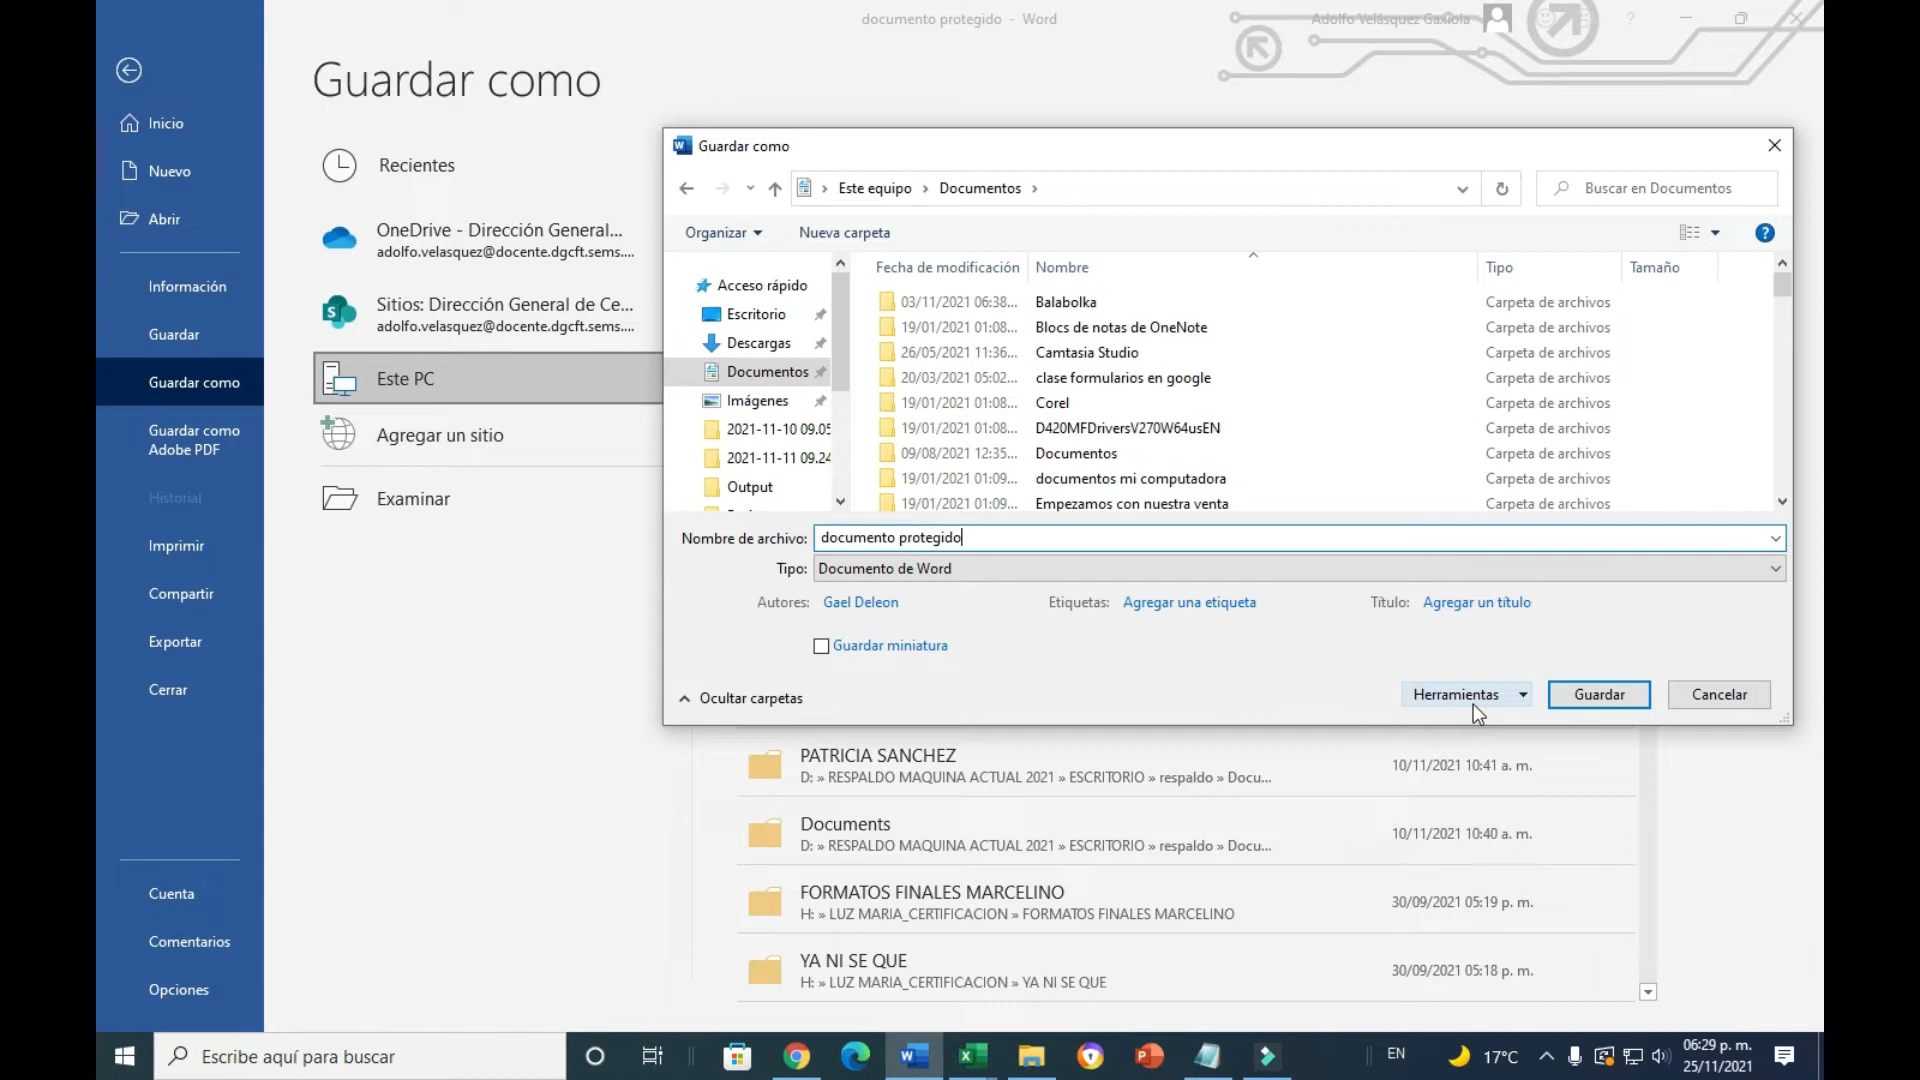 documento protegido - Word
Adolfo Velásquez Gaxiola
Guardar como
Inicio
Nuevo
Abrir
Información
Guardar
Guardar como
Guardar como
Adobe PDF
Historial
Imprimir
Compartir
Exportar
Cerrar
Cuenta
Comentarios
Opciones
Recientes
OneDrive - Dirección General...
adolfo.velasquez@docente.dgcft.sems....
Sitios: Dirección General de Ce...
adolfo.velasquez@docente.dgcft.sems....
Este PC
Agregar un sitio
Examinar
Guardar como
Este equipo › Documentos ›
Buscar en Documentos
Organizar
Nueva carpeta
Acceso rápido
Escritorio
Descargas
Documentos
Imágenes
2021-11-10 09.05
2021-11-11 09.24
Output
Fecha de modificación Nombre Tipo Tamaño
03/11/2021 06:38... Balabolka Carpeta de archivos
19/01/2021 01:08... Blocs de notas de OneNote Carpeta de archivos
26/05/2021 11:36... Camtasia Studio Carpeta de archivos
20/03/2021 05:02... clase formularios en google Carpeta de archivos
19/01/2021 01:08... Corel Carpeta de archivos
19/01/2021 01:08... D420MFDriversV270W64usEN Carpeta de archivos
09/08/2021 12:35... Documentos Carpeta de archivos
19/01/2021 01:09... documentos mi computadora Carpeta de archivos
19/01/2021 01:09... Empezamos con nuestra venta Carpeta de archivos
Nombre de archivo: documento protegido
Tipo: Documento de Word
Autores: Gael Deleon Etiquetas: Agregar una etiqueta Título: Agregar un título
Guardar miniatura
Ocultar carpetas
Herramientas
Guardar
Cancelar
PATRICIA SANCHEZ
D: » RESPALDO MAQUINA ACTUAL 2021 » ESCRITORIO » respaldo » Docu...
10/11/2021 10:41 a. m.
Documents
D: » RESPALDO MAQUINA ACTUAL 2021 » ESCRITORIO » respaldo » Docu...
10/11/2021 10:40 a. m.
FORMATOS FINALES MARCELINO
H: » LUZ MARIA_CERTIFICACION » FORMATOS FINALES MARCELINO
30/09/2021 05:19 p. m.
YA NI SE QUE
H: » LUZ MARIA_CERTIFICACION » YA NI SE QUE
30/09/2021 05:18 p. m.
Escribe aquí para buscar
EN
17°C
06:29 p. m.
25/11/2021